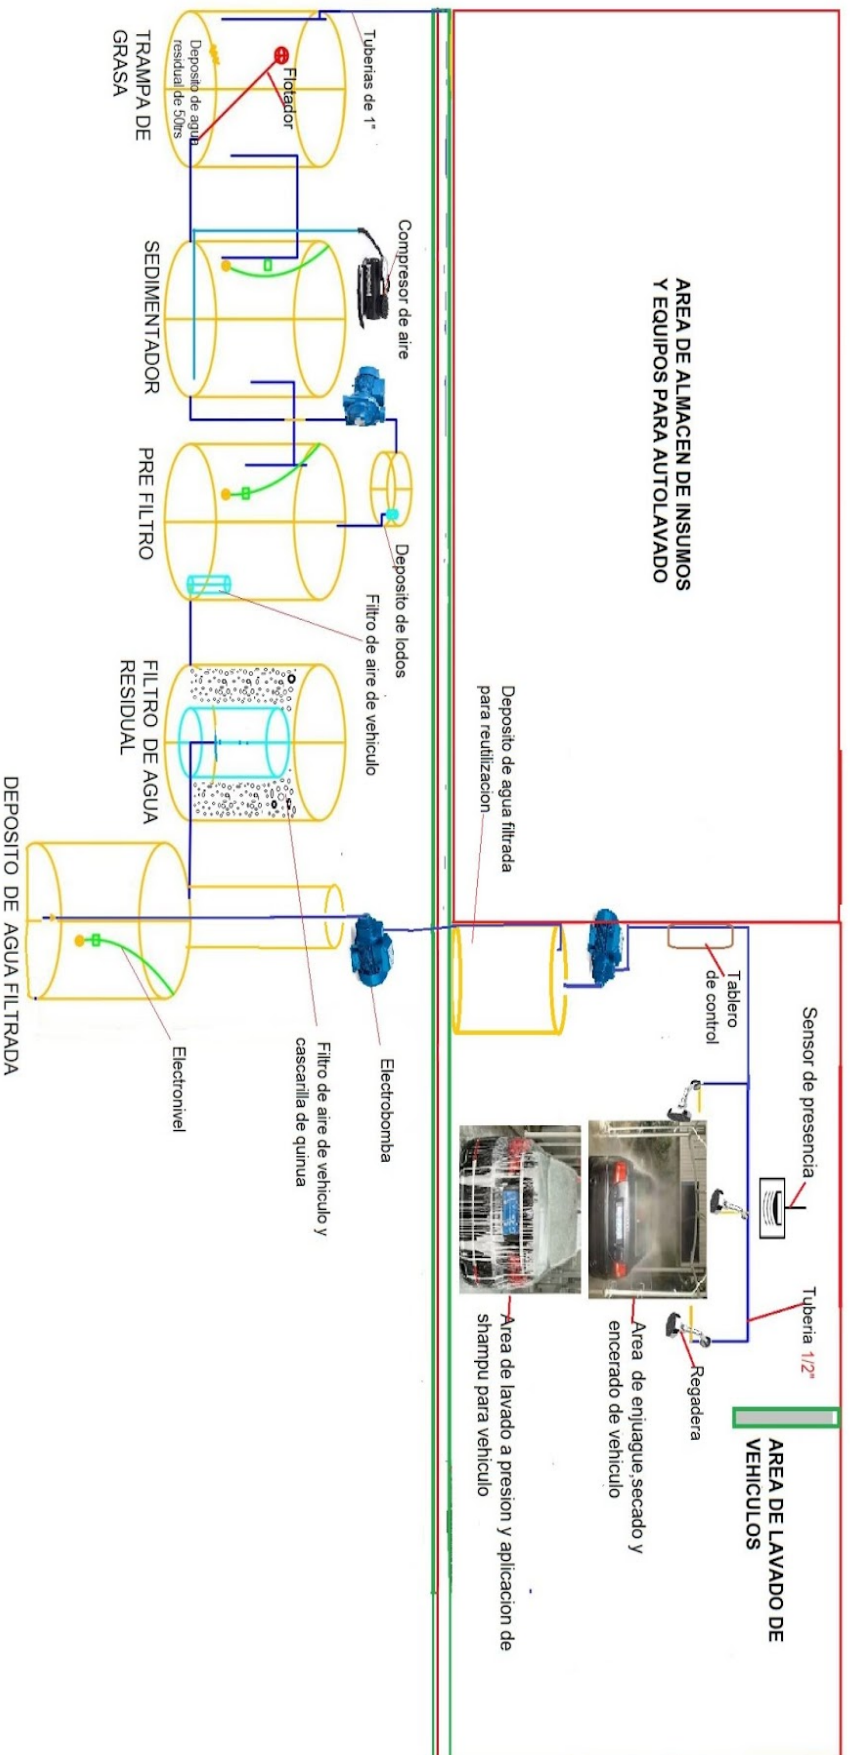 AREA DE ALMACEN DE INSUMOS
Y EQUIPOS PARA AUTOLAVADO
AREA DE LAVADO DE
VEHICULOS
Sensor de presencia
Tuberia 1/2"
Tablero
de control
Regadera
Area de enjuague,secado y
encerado de vehiculo
Area de lavado a presion y aplicacion de
shampu para vehiculo
Deposito de agua filtrada
para reutilizacion
Tuberias de 1"
Flotador
Deposito de agua
residual de 50lrs
Compresor de aire
Deposito de lodos
Filtro de aire de vehiculo
Electrobomba
Filtro de aire de vehiculo y
cascarilla de quinua
Electronivel
TRAMPA DE
GRASA
SEDIMENTADOR
PRE FILTRO
FILTRO DE AGUA
RESIDUAL
DEPOSITO DE AGUA FILTRADA